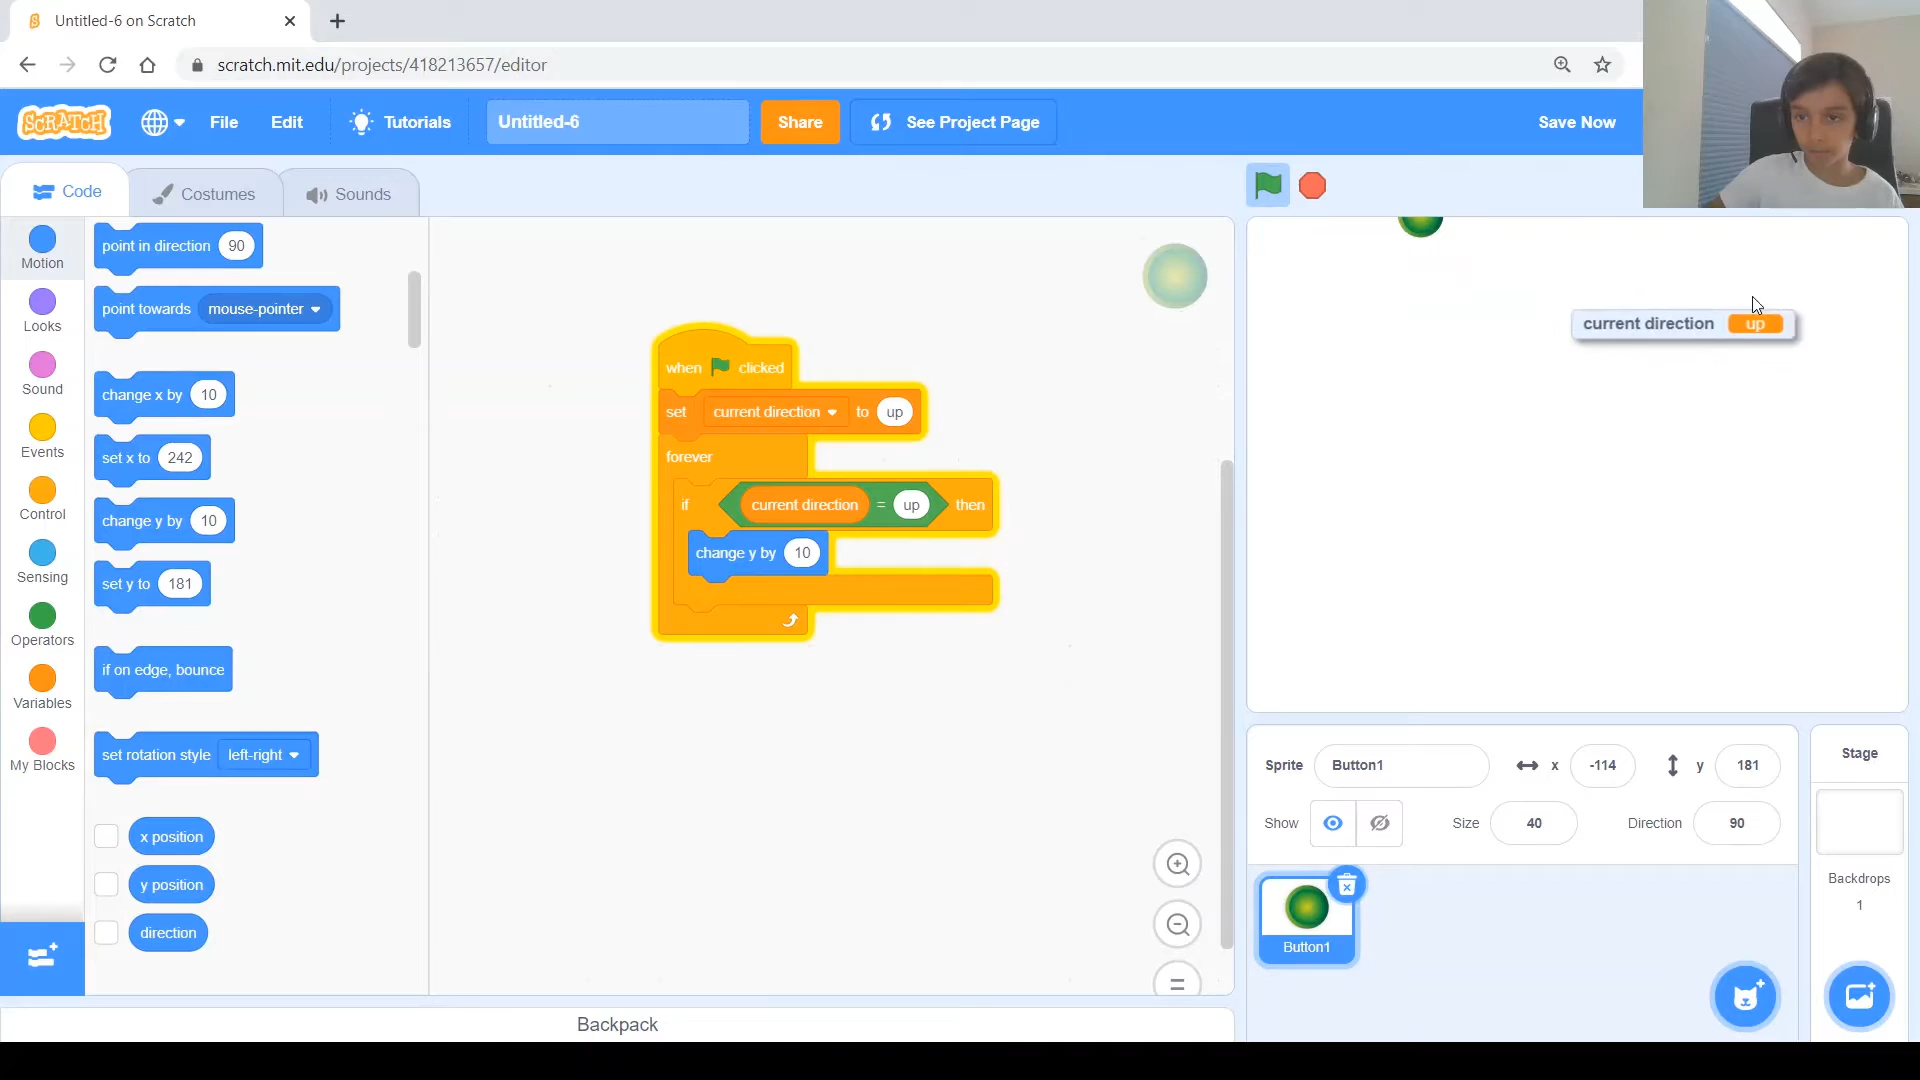 Untitled-6 on Scratch
scratch.mit.edu/projects/418213657/editor
SCRATCH
File
Edit
Tutorials
Untitled-6
Share
See Project Page
Save Now
Code
Costumes
Sounds
Motion
Looks
Sound
Events
Control
Sensing
Operators
Variables
My Blocks
point in direction 90
point towards mouse-pointer
change x by 10
set x to 242
change y by 10
set y to 181
if on edge, bounce
set rotation style left-right
x position
y position
direction
when clicked
set current direction to up
forever
if current direction = up then
change y by 10
current direction up
Sprite Button1 x -114 y 181
Show Size 40 Direction 90
Button1
Stage
Backdrops
1
Backpack